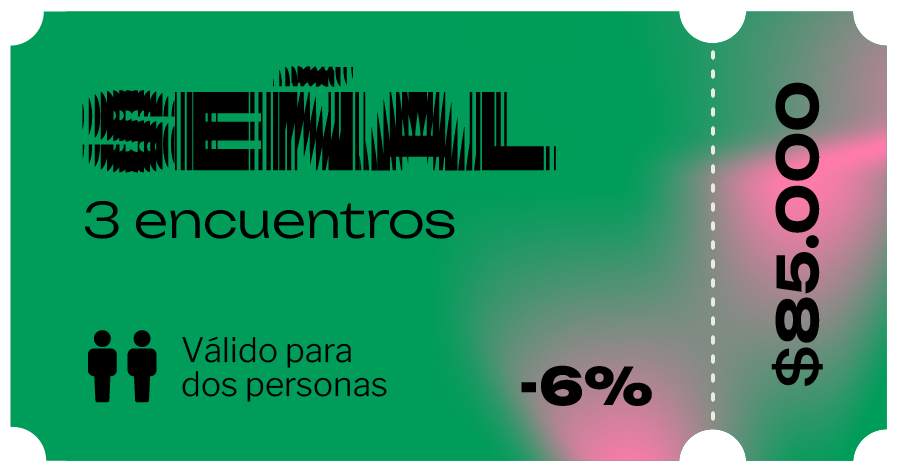 SEÑAL
3 encuentros
Válido para
dos personas
-6%
$85.000